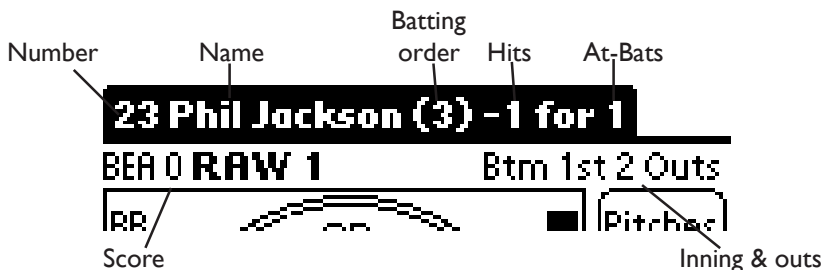 Batting
Number Name order Hits At-Bats
23 Phil Jackson (3) -1 for 1
BEA 0 RAW 1 Btm 1st 2 Outs
Pitches
Score Inning & outs